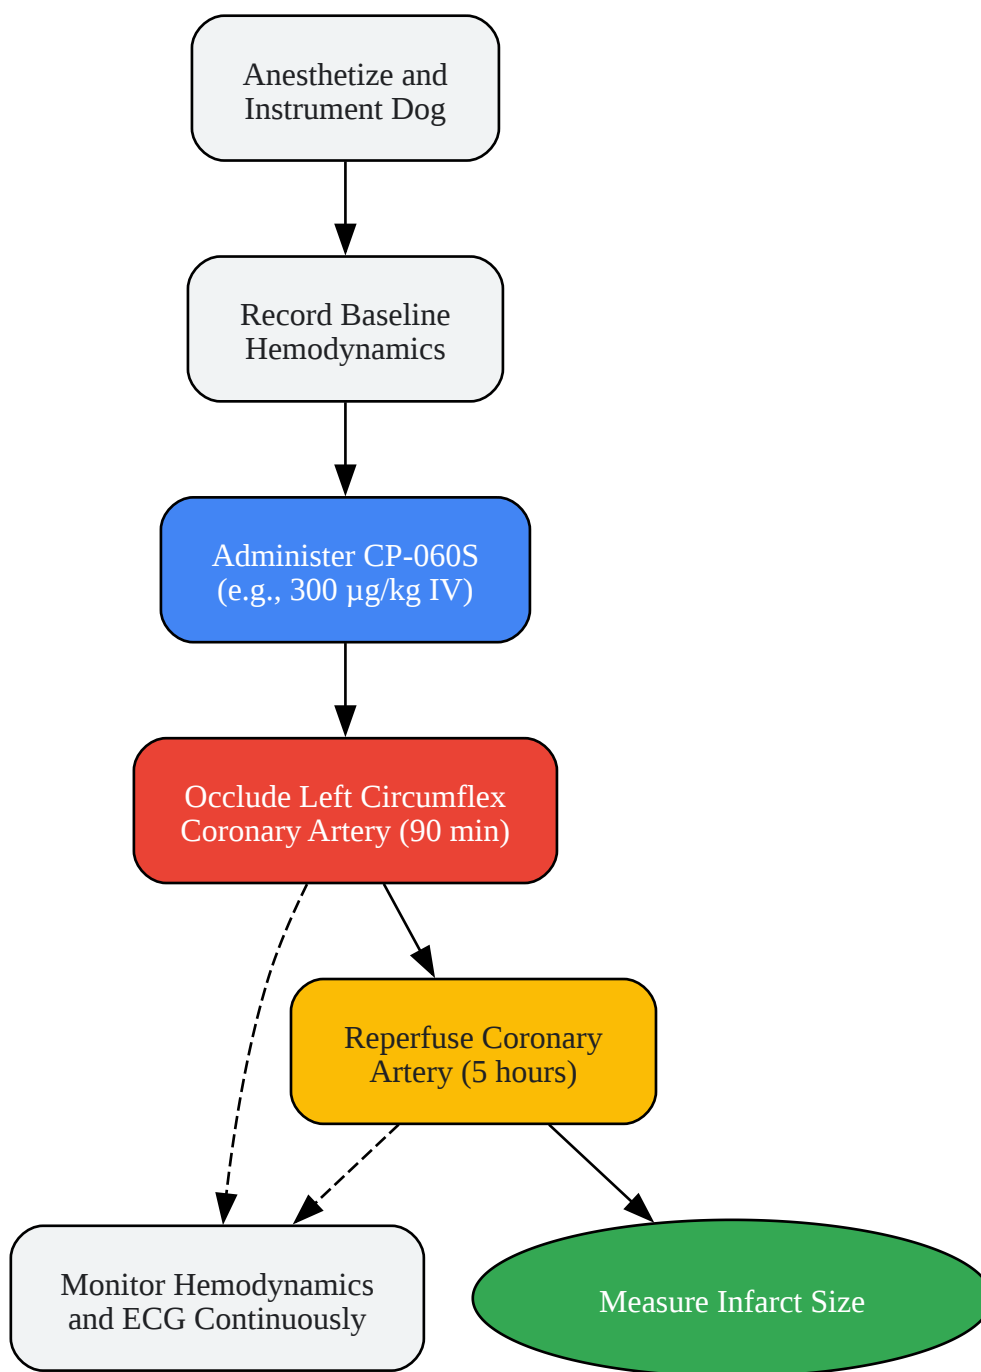 Anesthetize and
Instrument Dog
Record Baseline
Hemodynamics
Administer CP-060S
(e.g., 300 µg/kg IV)
Occlude Left Circumflex
Coronary Artery (90 min)
Reperfuse Coronary
Artery (5 hours)
Monitor Hemodynamics
and ECG Continuously
Measure Infarct Size